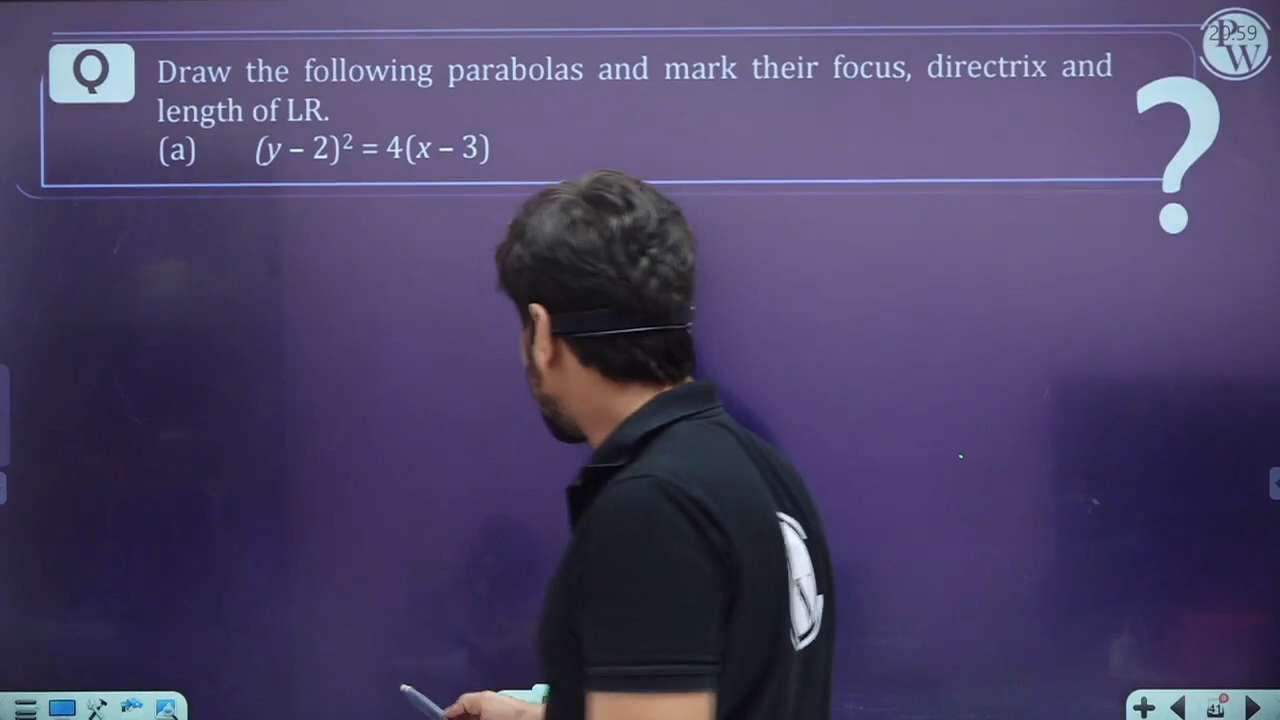 Q
Draw the following parabolas and mark their focus, directrix and
length of LR.
(a) (y – 2)² = 4(x – 3)
?
20:59
PW
41